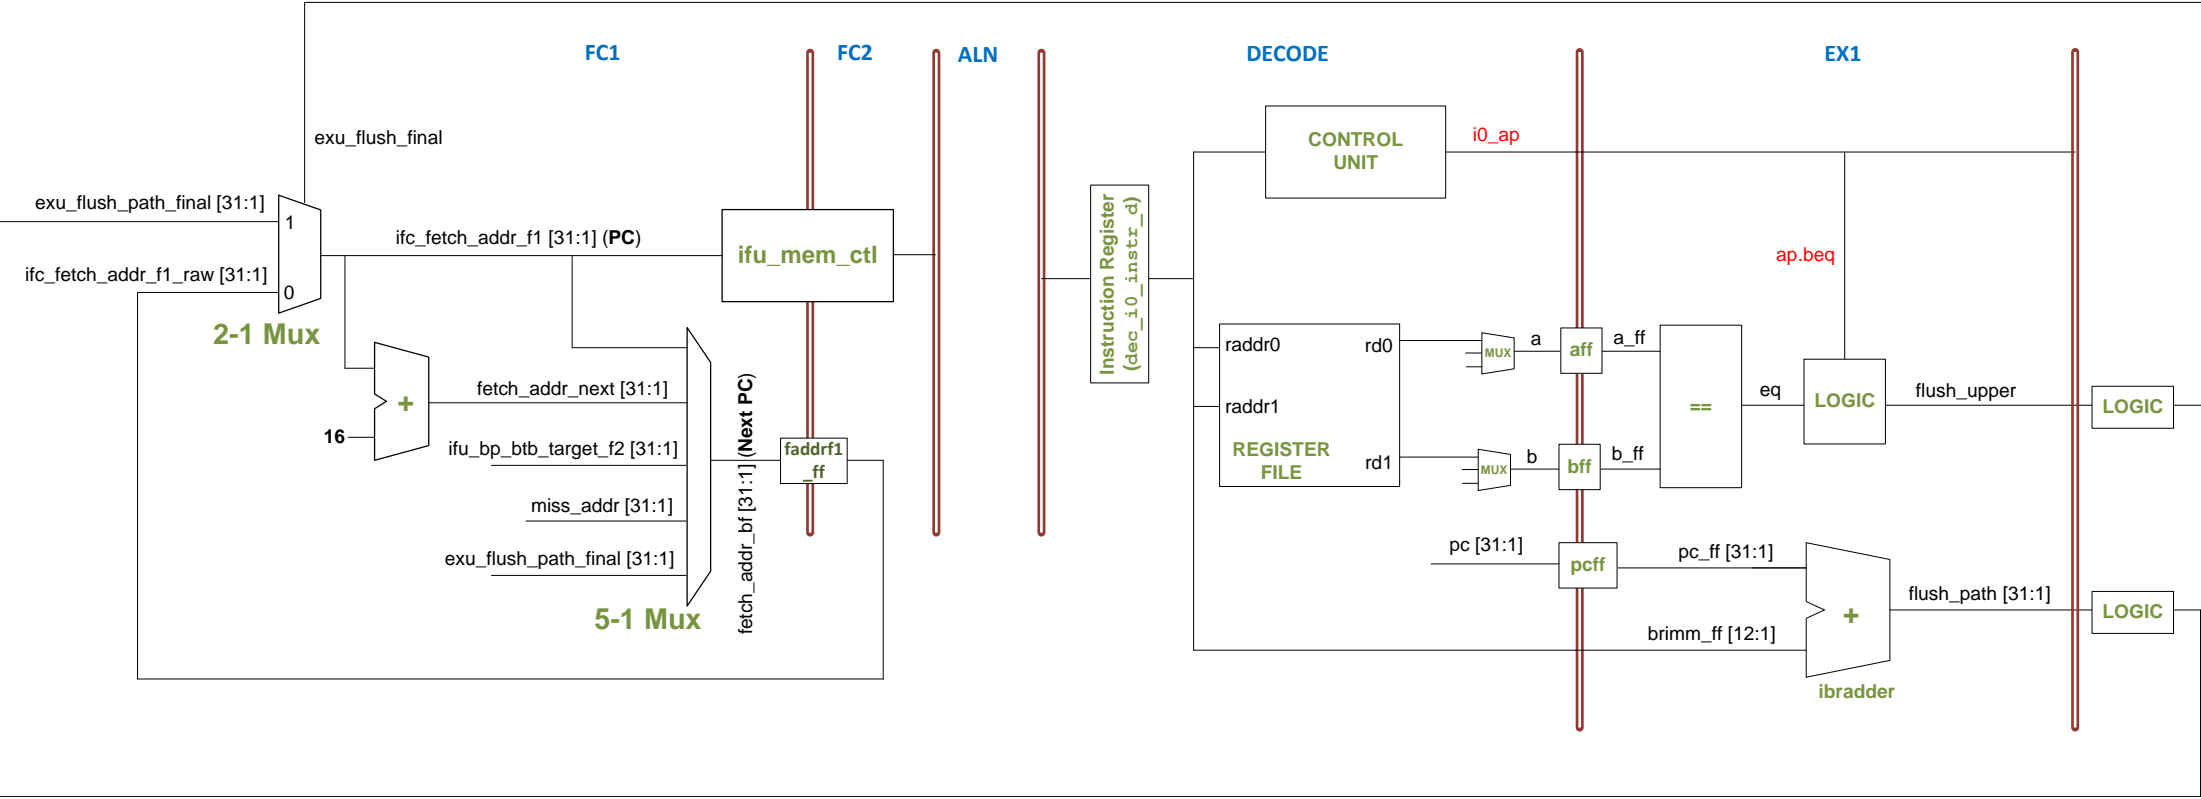 FC1
FC2
ALN
DECODE
EX1
exu_flush_final
exu_flush_path_final [31:1]
1
ifc_fetch_addr_f1_raw [31:1]
0
2-1 Mux
ifc_fetch_addr_f1 [31:1] (PC)
ifu_mem_ctl
+
16
fetch_addr_next [31:1]
ifu_bp_btb_target_f2 [31:1]
miss_addr [31:1]
exu_flush_path_final [31:1]
5-1 Mux
fetch_addr_bf [31:1] (Next PC)
faddrf1
_ff
Instruction Register
(dec_i0_instr_d)
CONTROL
UNIT
i0_ap
ap.beq
raddr0
rd0
raddr1
rd1
REGISTER
FILE
MUX
a
aff
a_ff
MUX
b
bff
b_ff
==
eq
LOGIC
flush_upper
LOGIC
pc [31:1]
pcff
pc_ff [31:1]
brimm_ff [12:1]
+
ibradder
flush_path [31:1]
LOGIC